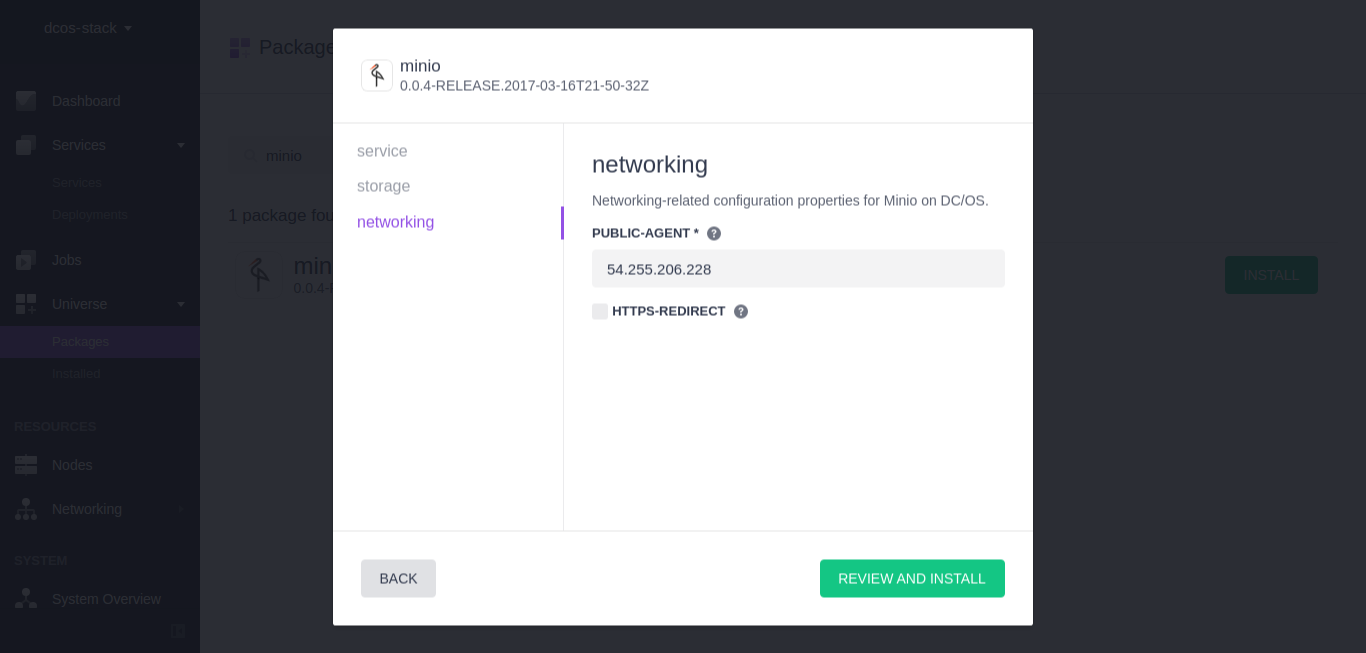 dcos-stack
Dashboard
Services
Services
Deployments
Jobs
Universe
Packages
Installed
RESOURCES
Nodes
Networking
SYSTEM
System Overview
Package
minio
1 package fou
min
0.0.4-
INSTALL
minio
0.0.4-RELEASE.2017-03-16T21-50-32Z
service
storage
networking
networking
Networking-related configuration properties for Minio on DC/OS.
PUBLIC-AGENT * ?
54.255.206.228
HTTPS-REDIRECT ?
BACK
REVIEW AND INSTALL